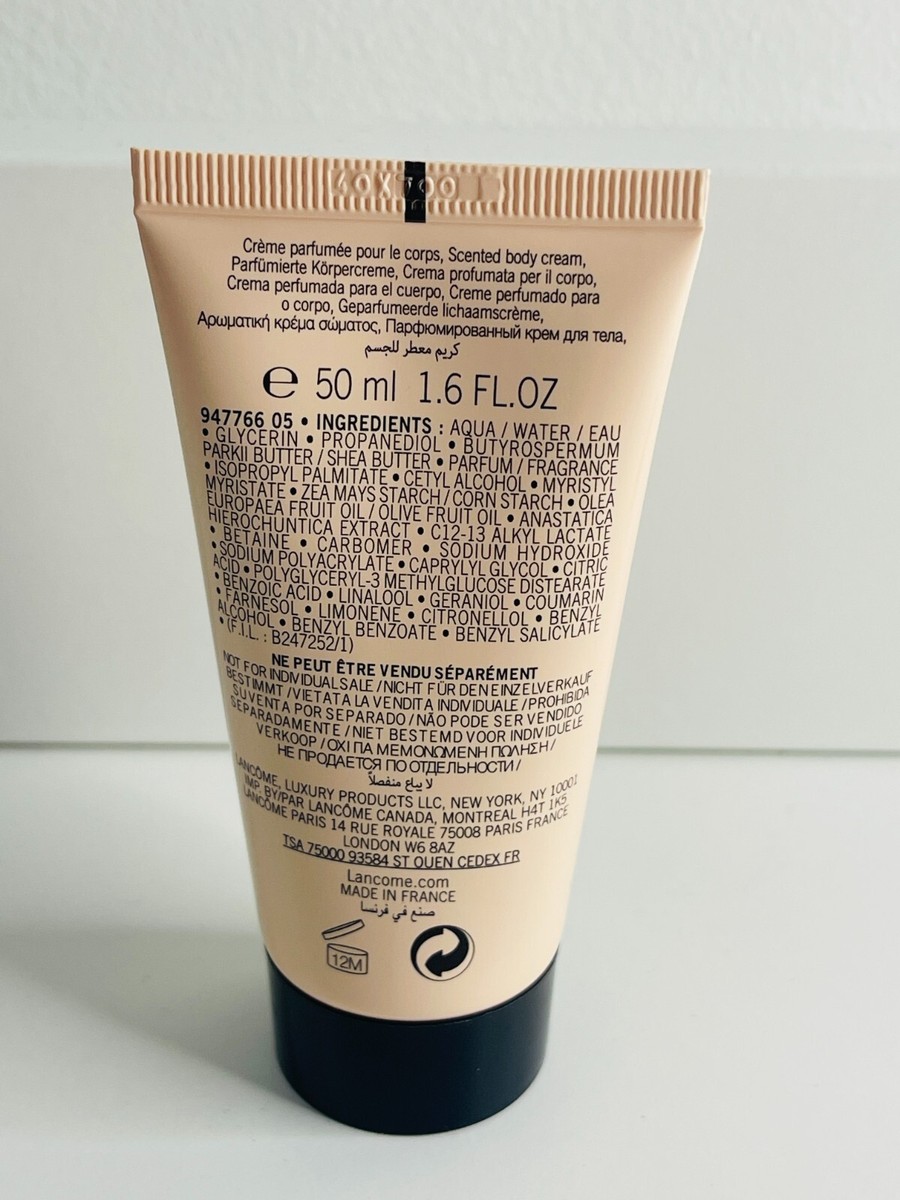 40X700 1
Crème parfumée pour le corps, Scented body cream,
Parfümierte Körpercreme, Crema profumata per il corpo,
Crema perfumada para el cuerpo, Creme perfumado para
o corpo, Geparfumeerde lichaamscrème,
Αρωματική κρέμα σώματος, Парфюмированный крем для тела,
كريم معطر للجسم
℮ 50 ml 1.6 FL.OZ
947766 05 • INGREDIENTS : AQUA / WATER / EAU
• GLYCERIN • PROPANEDIOL • BUTYROSPERMUM
PARKII BUTTER / SHEA BUTTER • PARFUM / FRAGRANCE
• ISOPROPYL PALMITATE • CETYL ALCOHOL • MYRISTYL
MYRISTATE • ZEA MAYS STARCH / CORN STARCH • OLEA
EUROPAEA FRUIT OIL / OLIVE FRUIT OIL • ANASTATICA
HIEROCHUNTICA EXTRACT • C12-13 ALKYL LACTATE
• BETAINE • CARBOMER • SODIUM HYDROXIDE
• SODIUM POLYACRYLATE • CAPRYLYL GLYCOL • CITRIC
ACID • POLYGLYCERYL-3 METHYLGLUCOSE DISTEARATE
• BENZOIC ACID • LINALOOL • GERANIOL • COUMARIN
• FARNESOL • LIMONENE • CITRONELLOL • BENZYL
ALCOHOL • BENZYL BENZOATE • BENZYL SALICYLATE
• (F.I.L. : B247252/1)
NE PEUT ÊTRE VENDU SÉPARÉMENT
NOT FOR INDIVIDUAL SALE / NICHT FÜR DEN EINZELVERKAUF
BESTIMMT / VIETATA LA VENDITA INDIVIDUALE / PROHIBIDA
SU VENTA POR SEPARADO / NÃO PODE SER VENDIDO
SEPARADAMENTE / NIET BESTEMD VOOR INDIVIDUELE
VERKOOP / ΟΧΙ ΓΙΑ ΜΕΜΟΝΩΜΕΝΗ ΠΩΛΗΣΗ /
НЕ ПРОДАЕТСЯ ПО ОТДЕЛЬНОСТИ /
لا يباع منفصلاً
LANCÔME, LUXURY PRODUCTS LLC, NEW YORK, NY 10001
IMP. BY/PAR LANCÔME CANADA, MONTREAL H4T 1K5
LANCÔME PARIS 14 RUE ROYALE 75008 PARIS FRANCE
LONDON W6 8AZ
TSA 75000 93584 ST OUEN CEDEX FR
Lancome.com
MADE IN FRANCE
صنع في فرنسا
12M